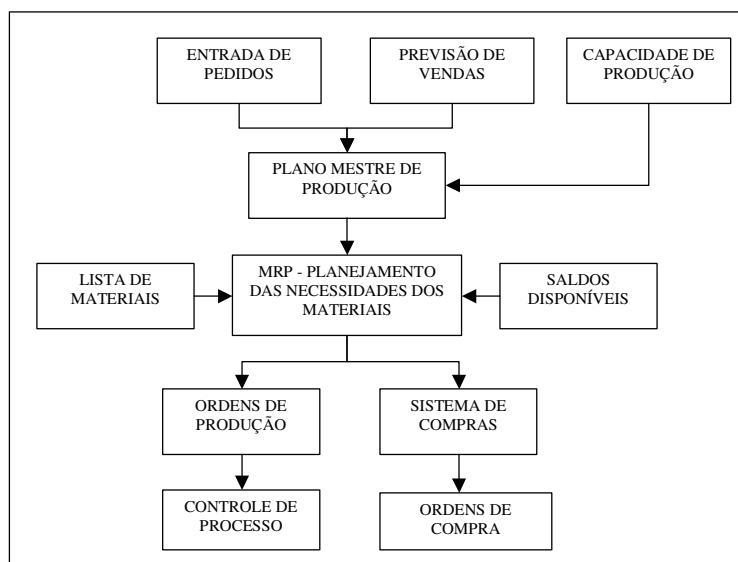 ENTRADA DE
PEDIDOS
PREVISÃO DE
VENDAS
CAPACIDADE DE
PRODUÇÃO
PLANO MESTRE DE
PRODUÇÃO
LISTA DE
MATERIAIS
MRP - PLANEJAMENTO
DAS NECESSIDADES DOS
MATERIAIS
SALDOS
DISPONÍVEIS
ORDENS DE
PRODUÇÃO
SISTEMA DE
COMPRAS
CONTROLE DE
PROCESSO
ORDENS DE
COMPRA